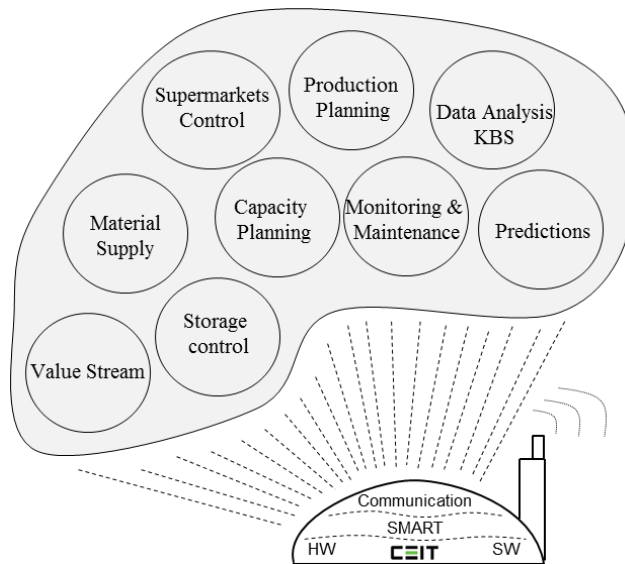 Supermarkets
Control
Production
Planning
Data Analysis
KBS
Material
Supply
Capacity
Planning
Monitoring &
Maintenance
Predictions
Value Stream
Storage
control
Communication
SMART
HW
CEIT
SW